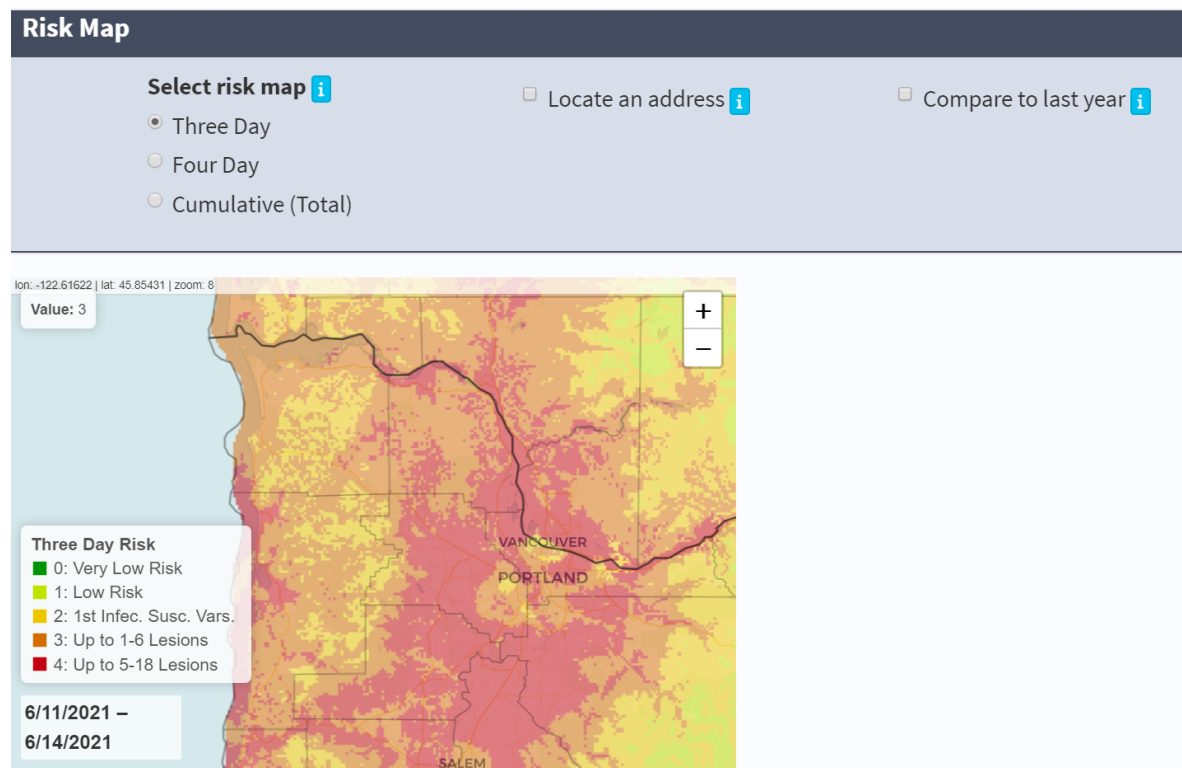 Risk Map
Select risk map i
Three Day
Four Day
Cumulative (Total)
Locate an address i
Compare to last year i
lon: -122.61622 | lat: 45.85431 | zoom: 8
Value: 3
+
−
VANCOUVER
PORTLAND
SALEM
Three Day Risk
0: Very Low Risk
1: Low Risk
2: 1st Infec. Susc. Vars.
3: Up to 1-6 Lesions
4: Up to 5-18 Lesions
6/11/2021 –
6/14/2021